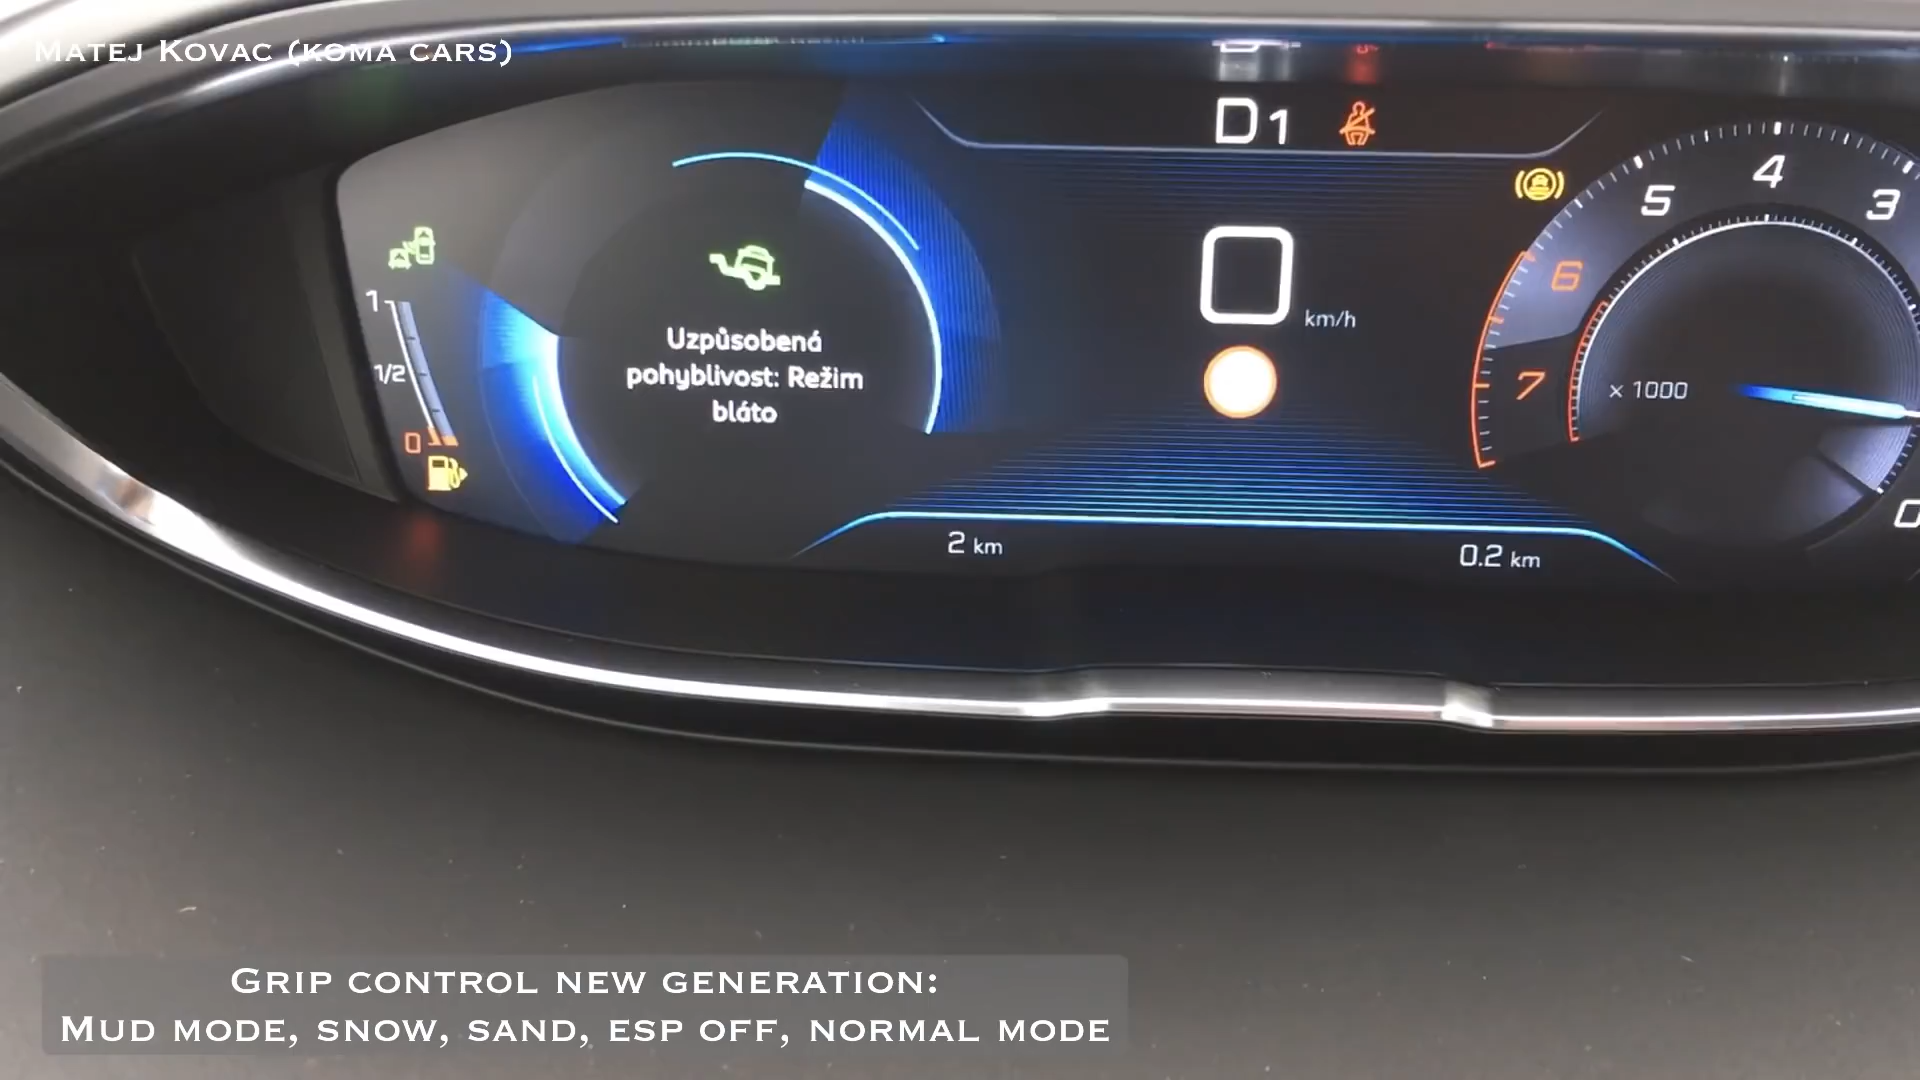 Matej Kovac (koma cars)
D1
1
1/2
0
Uzpůsobená
pohyblivost: Režim
bláto
0
km/h
2 km
0.2 km
7
6
5
4
3
x 1000
0
Grip control new generation:
Mud mode, snow, sand, esp off, normal mode